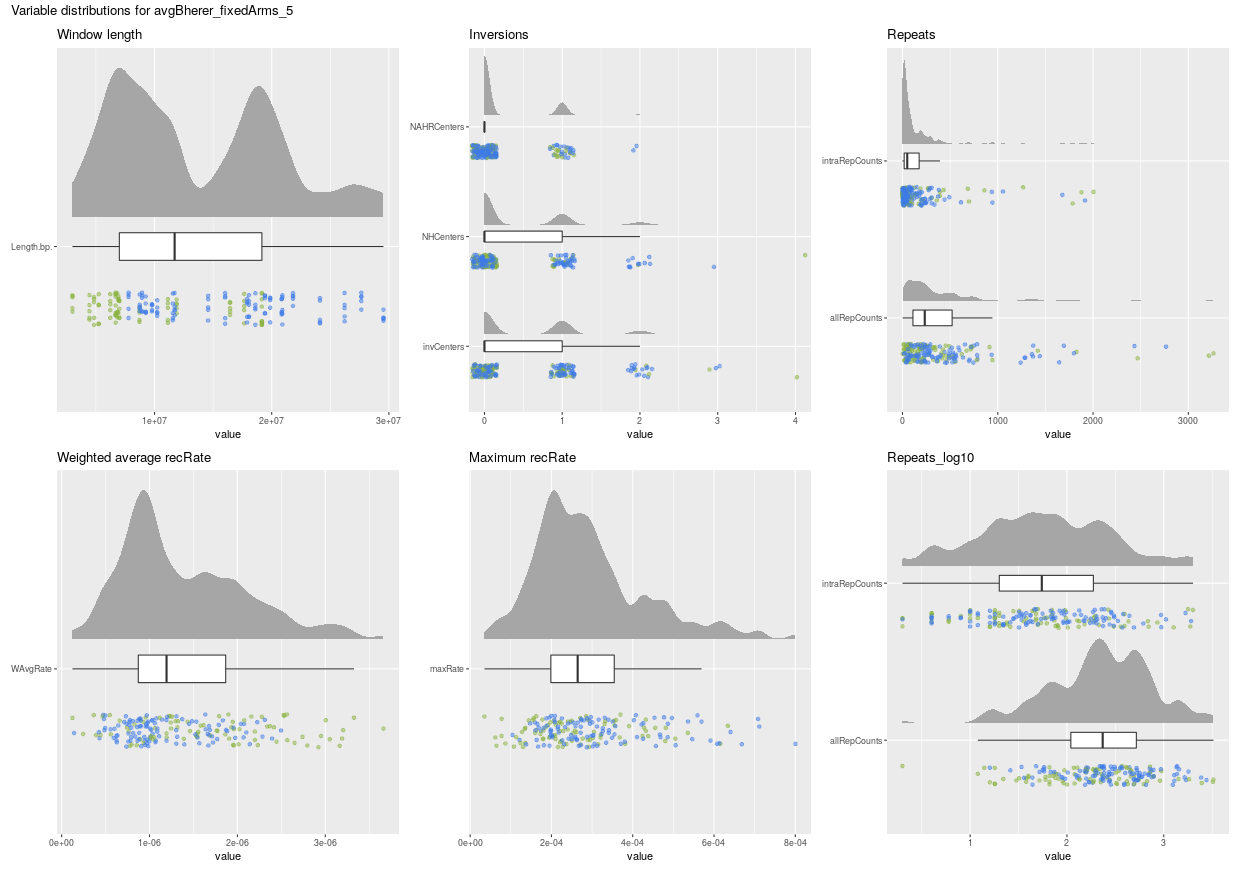 Variable distributions for avgBherer_fixedArms_5
Window length
Length.bp.
1e+07 2e+07 3e+07
value
Inversions
NAHRCenters
NHCenters
invCenters
0 1 2 3 4
value
Repeats
intraRepCounts
allRepCounts
0 1000 2000 3000
value
Weighted average recRate
WAvgRate
0e+00 1e-06 2e-06 3e-06
value
Maximum recRate
maxRate
0e+00 2e-04 4e-04 6e-04 8e-04
value
Repeats_log10
intraRepCounts
allRepCounts
1 2 3
value